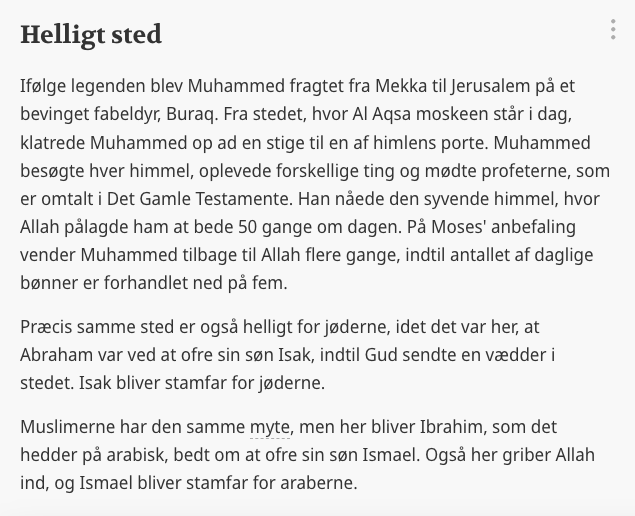 Helligt sted
Ifølge legenden blev Muhammed fragtet fra Mekka til Jerusalem på et
bevinget fabeldyr, Buraq. Fra stedet, hvor Al Aqsa moskeen står i dag,
klatrede Muhammed op ad en stige til en af himlens porte. Muhammed
besøgte hver himmel, oplevede forskellige ting og mødte profeterne, som
er omtalt i Det Gamle Testamente. Han nåede den syvende himmel, hvor
Allah pålagde ham at bede 50 gange om dagen. På Moses' anbefaling
vender Muhammed tilbage til Allah flere gange, indtil antallet af daglige
bønner er forhandlet ned på fem.
Præcis samme sted er også helligt for jøderne, idet det var her, at
Abraham var ved at ofre sin søn Isak, indtil Gud sendte en vædder i
stedet. Isak bliver stamfar for jøderne.
Muslimerne har den samme myte, men her bliver Ibrahim, som det
hedder på arabisk, bedt om at ofre sin søn Ismael. Også her griber Allah
ind, og Ismael bliver stamfar for araberne.